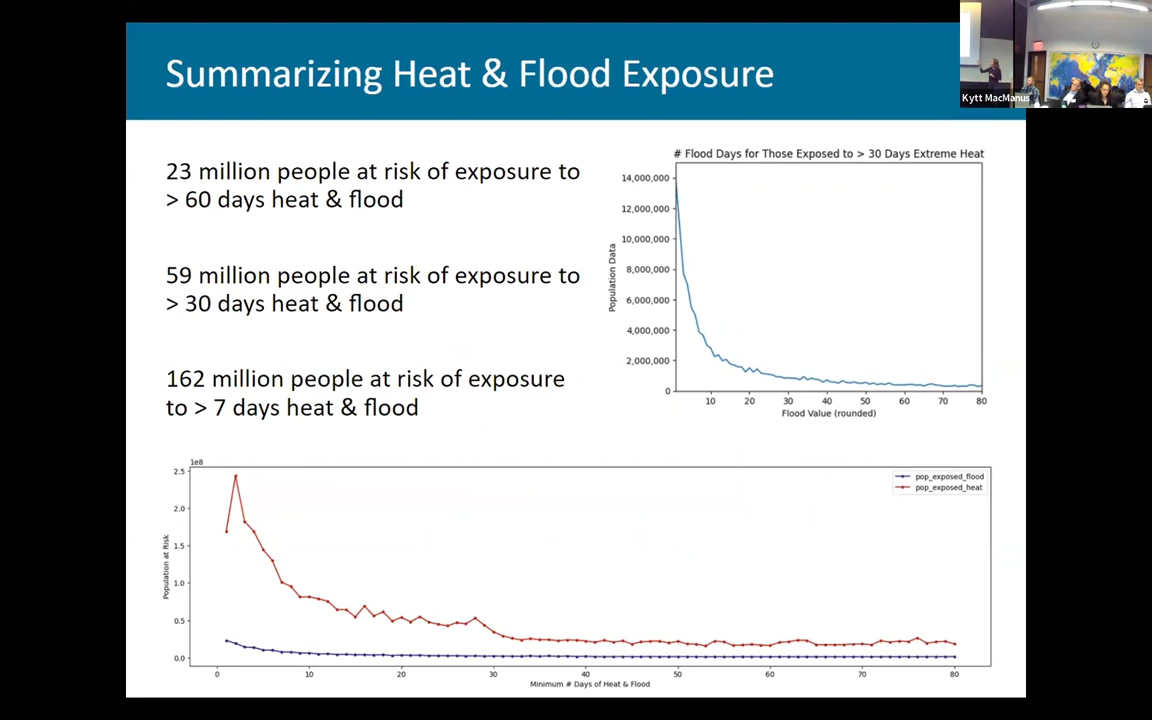 Summarizing Heat & Flood Exposure
Kytt MacManus
23 million people at risk of exposure to
> 60 days heat & flood
59 million people at risk of exposure to
> 30 days heat & flood
162 million people at risk of exposure
to > 7 days heat & flood
# Flood Days for Those Exposed to > 30 Days Extreme Heat
14,000,000
12,000,000
10,000,000
8,000,000
6,000,000
4,000,000
2,000,000
0
Population Data
10 20 30 40 50 60 70 80
Flood Value (rounded)
1e8
2.5
2.0
1.5
1.0
0.5
0.0
Population at Risk
pop_exposed_flood
pop_exposed_heat
0 10 20 30 40 50 60 70 80
Minimum # Days of Heat & Flood